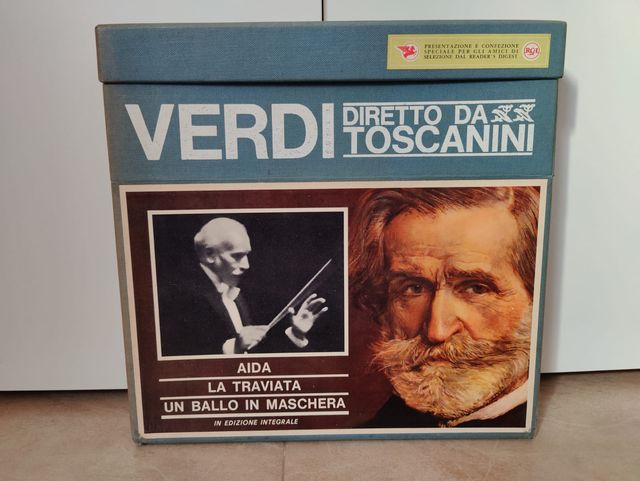 PRESENTAZIONE E CONFEZIONE
SPECIALE PER GLI AMICI DI
SELEZIONE DAL READER'S DIGEST
RCA
VERDI
DIRETTO DA
TOSCANINI
AIDA
LA TRAVIATA
UN BALLO IN MASCHERA
IN EDIZIONE INTEGRALE